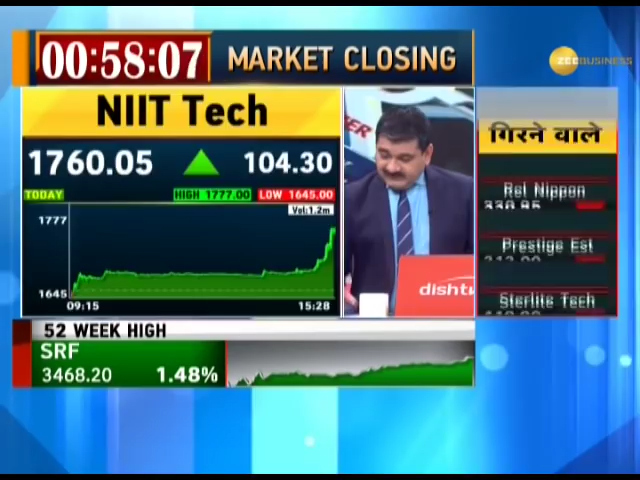 00:58:07 MARKET CLOSING
ZEE BUSINESS
NIIT Tech
1760.05 104.30
TODAY HIGH 1777.00 LOW 1645.00
Vol:1.2m
1777
1645
09:15 15:28
disht
गिरने वाले
Rel Nippon
Prestige Est
Sterlite Tech
52 WEEK HIGH
SRF
3468.20 1.48%